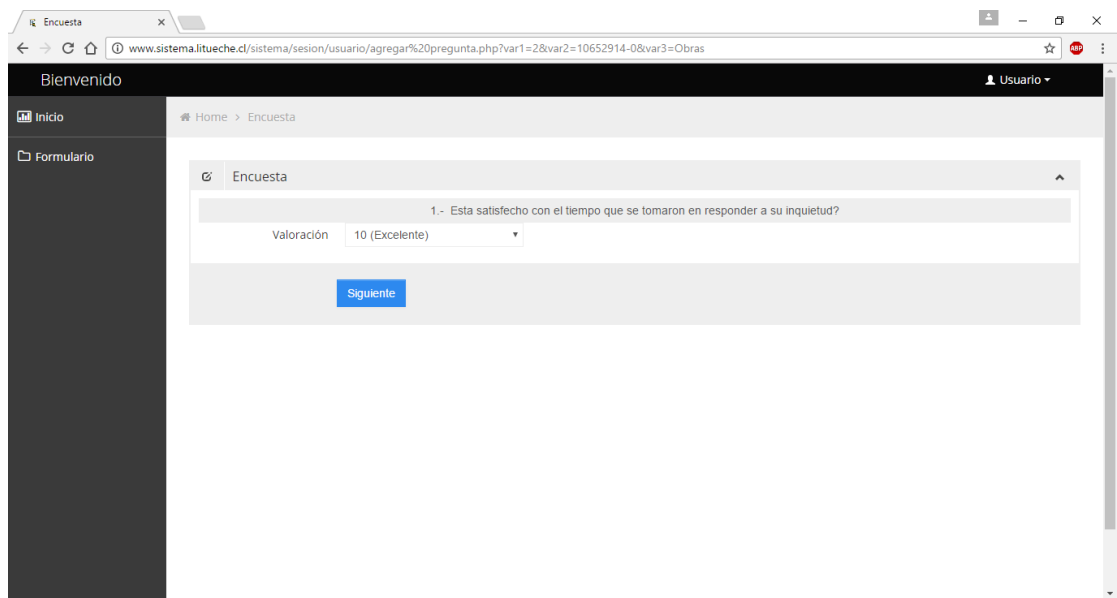 Encuesta
www.sistema.litueche.cl/sistema/sesion/usuario/agregar%20pregunta.php?var1=2&var2=10652914-0&var3=Obras
ABP
Bienvenido
Usuario
Inicio
Home > Encuesta
Formulario
Encuesta
1.- Esta satisfecho con el tiempo que se tomaron en responder a su inquietud?
Valoración 10 (Excelente)
Siguiente